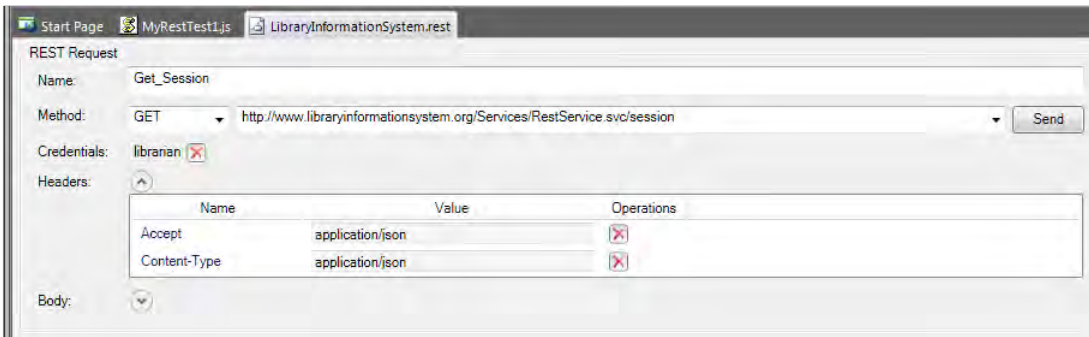 Start Page MyRestTest1.js LibraryInformationSystem.rest
REST Request
Name: Get_Session
Method: GET http://www.libraryinformationsystem.org/Services/RestService.svc/session Send
Credentials: librarian
Headers:
Name Value Operations
Accept application/json
Content-Type application/json
Body: